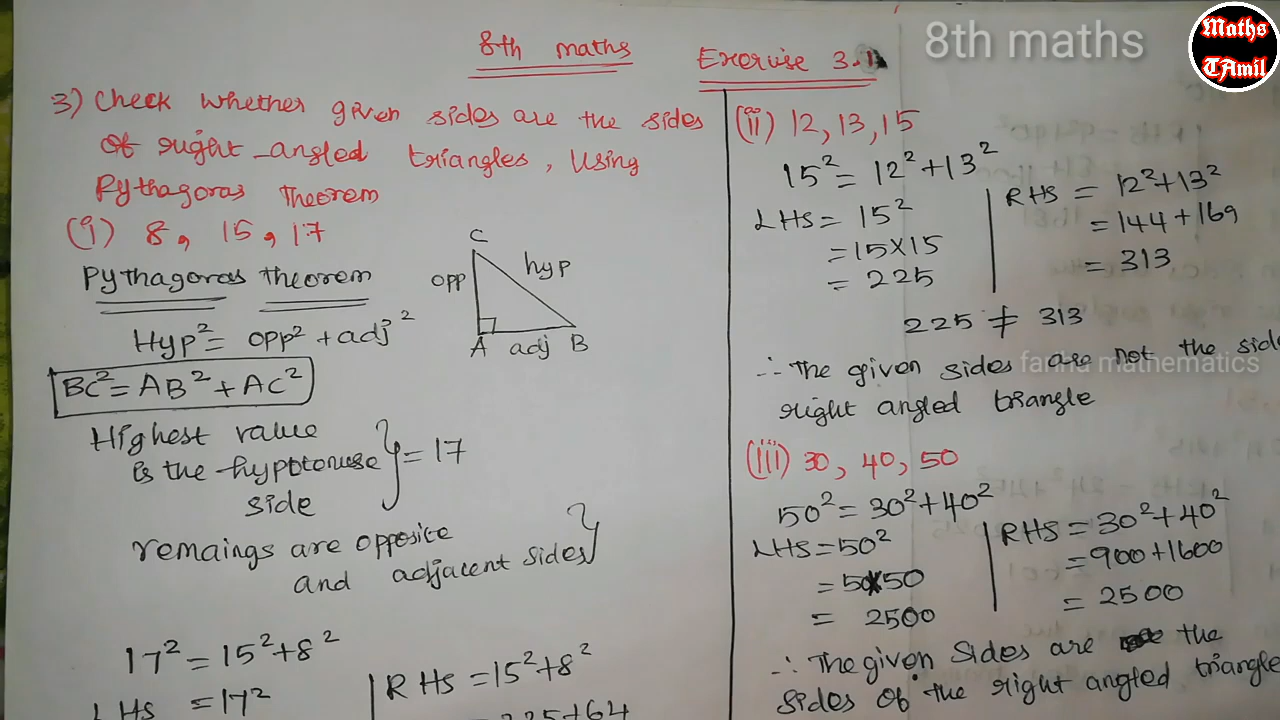 8th maths
Exercise 3.1
8th maths
Maths
TAmil
3) Check whether given sides are the sides
of right-angled triangles, Using
Pythagoras Theorem
(i) 8, 15, 17
Pythagoras theorem
Hyp² = opp² + adj²
BC² = AB² + AC²
C
opp
hyp
A adj B
Highest value
is the hypotonuse } = 17
side
remaings are opposite
and adjacent sides }
17² = 15² + 8²
LHS = 17²
RHS = 15² + 8²
= 225 + 64
(ii) 12, 13, 15
15² = 12² + 13²
LHS = 15²
= 15 × 15
= 225
RHS = 12² + 13²
= 144 + 169
= 313
225 ≠ 313
∴ The given sides are not the side
farina mathematics
right angled triangle
(iii) 30, 40, 50
50² = 30² + 40²
LHS = 50²
= 50 × 50
= 2500
RHS = 30² + 40²
= 900 + 1600
= 2500
∴ The given sides are the
sides of the right angled triangle